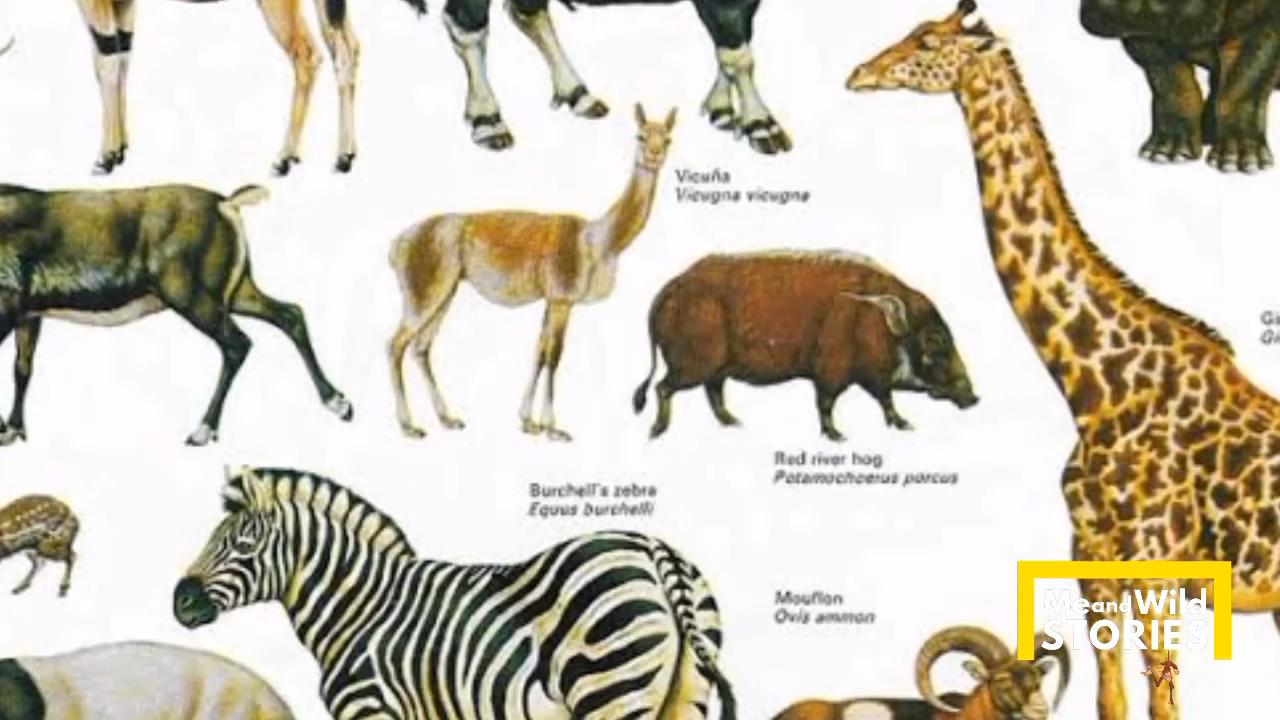 Vicuña
Vicugna vicugna
Red river hog
Potamochoerus porcus
Burchell's zebra
Equus burchelli
Mouflon
Ovis ammon
Me and Wild
STORIES